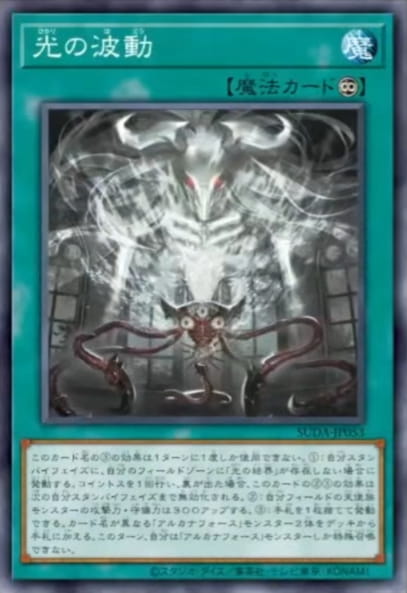 光の波動
魔
【魔法カード】
SUDA-JP053
このカード名の③の効果は1ターンに1度しか使用できない。①:自分スタ
ンバイフェイズに、自分のフィールドゾーンに「光の結界」が存在しない場合に
発動する。コイントスを1回行い、裏が出た場合、このカードの②③の効果は
次の自分スタンバイフェイズまで無効化される。②:自分フィールドの天使族
モンスターの攻撃力・守備力は300アップする。③:手札を1枚捨てて発動
できる。カード名が異なる「アルカナフォース」モンスター2体をデッキから
手札に加える。このターン、自分は「アルカナフォース」モンスターしか特殊召喚
できない。
©スタジオ・ダイス/集英社・テレビ東京・KONAMI